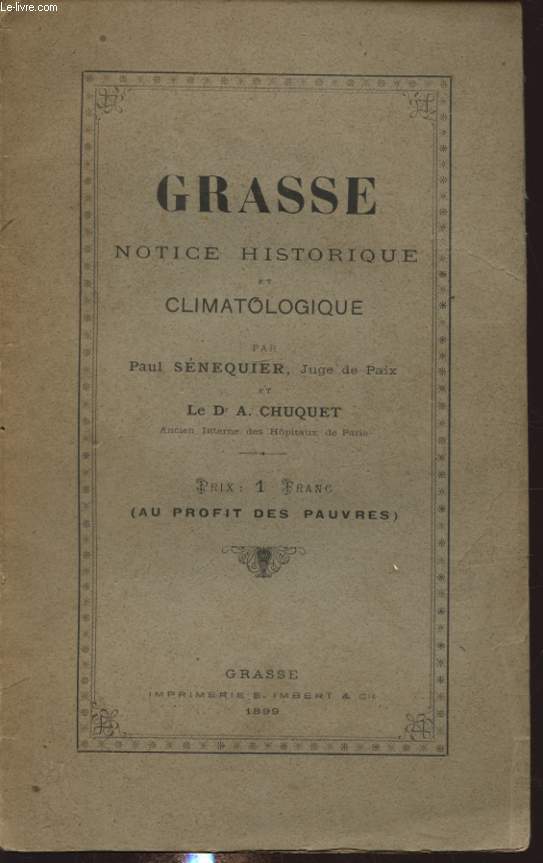 Le-livre.com
GRASSE
NOTICE HISTORIQUE
ET
CLIMATOLOGIQUE
PAR
Paul SÉNEQUIER, Juge de Paix
ET
Le Dr A. CHUQUET
Ancien Interne des Hôpitaux de Paris
PRIX: 1 FRANC
(AU PROFIT DES PAUVRES)
GRASSE
IMPRIMERIE E. IMBERT & Cie
1899